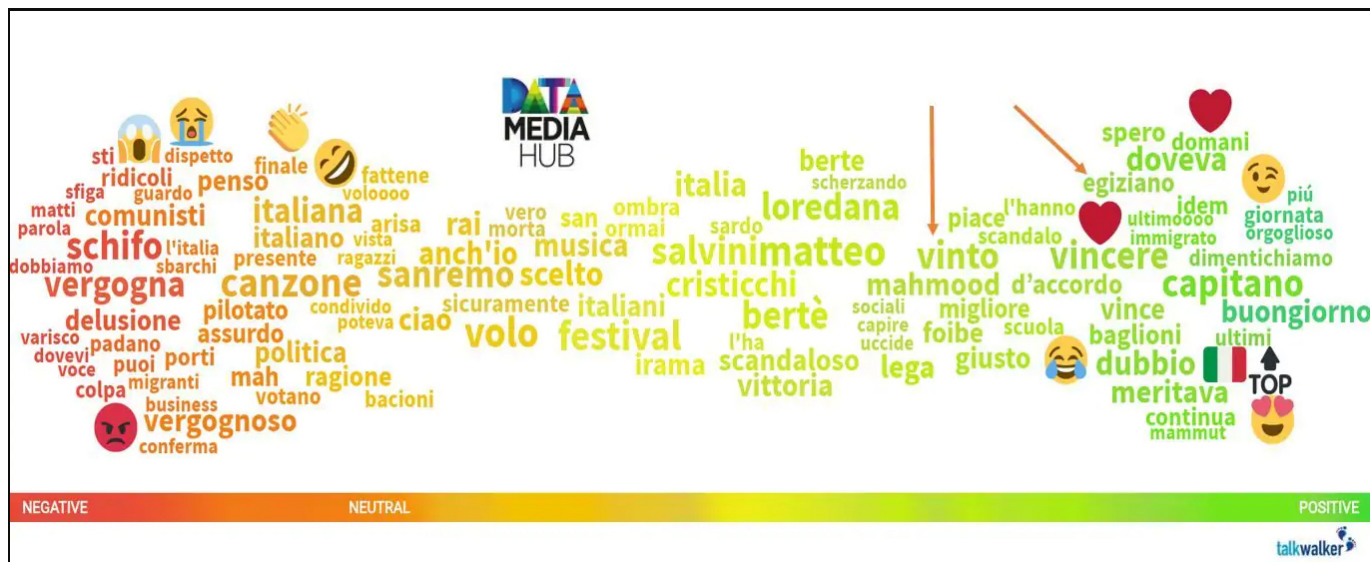 DATA
MEDIA
HUB
sti
dispetto
ridicoli
sfiga
guardo
penso
matti
comunisti
parola
schifo
l'italia
dobbiamo
sbarchi
vergogna
delusione
pilotato
varisco
padano
assurdo
dovevi
voce
puoi
porti
colpa
migranti
business
vergognoso
conferma
finale
fattene
voloooo
italiana
arisa
italiano
vista
presente
ragazzi
canzone
condivido
poteva
ciao
politica
mah
ragione
votano
bacioni
rai
vero
morta
san
ombra
ormai
anch'io
musica
sanremo
scelto
sicuramente
italiani
volo
festival
irama
italia
berte
scherzando
loredana
sardo
salvini
matteo
cristicchi
bertè
l'ha
scandaloso
vittoria
sociali
capire
uccide
lega
piace
l'hanno
scandalo
vinto
mahmood
d'accordo
migliore
foibe
scuola
giusto
spero
domani
doveva
egiziano
idem
ultimoooo
immigrato
vincere
piú
giornata
orgoglioso
dimentichiamo
capitano
vince
buongiorno
baglioni
ultimi
dubbio
TOP
meritava
continua
mammut
NEGATIVE
NEUTRAL
POSITIVE
talkwalker